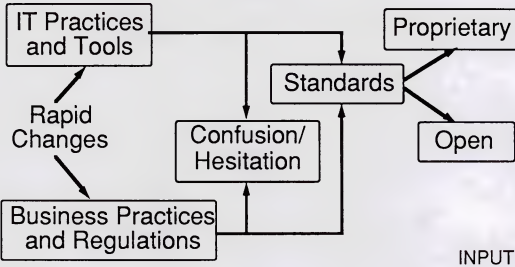 IT Practices
and Tools
Proprietary
Standards
Rapid
Changes
Confusion/
Hesitation
Open
Business Practices
and Regulations
INPUT